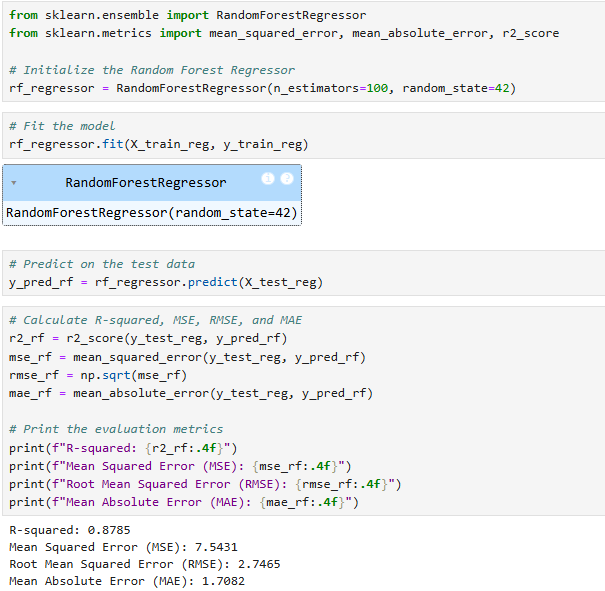 from sklearn.ensemble import RandomForestRegressor
from sklearn.metrics import mean_squared_error, mean_absolute_error, r2_score
# Initialize the Random Forest Regressor
rf_regressor = RandomForestRegressor(n_estimators=100, random_state=42)
# Fit the model
rf_regressor.fit(X_train_reg, y_train_reg)
▾ RandomForestRegressor i ?
RandomForestRegressor(random_state=42)
# Predict on the test data
y_pred_rf = rf_regressor.predict(X_test_reg)
# Calculate R-squared, MSE, RMSE, and MAE
r2_rf = r2_score(y_test_reg, y_pred_rf)
mse_rf = mean_squared_error(y_test_reg, y_pred_rf)
rmse_rf = np.sqrt(mse_rf)
mae_rf = mean_absolute_error(y_test_reg, y_pred_rf)
# Print the evaluation metrics
print(f"R-squared: {r2_rf:.4f}")
print(f"Mean Squared Error (MSE): {mse_rf:.4f}")
print(f"Root Mean Squared Error (RMSE): {rmse_rf:.4f}")
print(f"Mean Absolute Error (MAE): {mae_rf:.4f}")
R-squared: 0.8785
Mean Squared Error (MSE): 7.5431
Root Mean Squared Error (RMSE): 2.7465
Mean Absolute Error (MAE): 1.7082